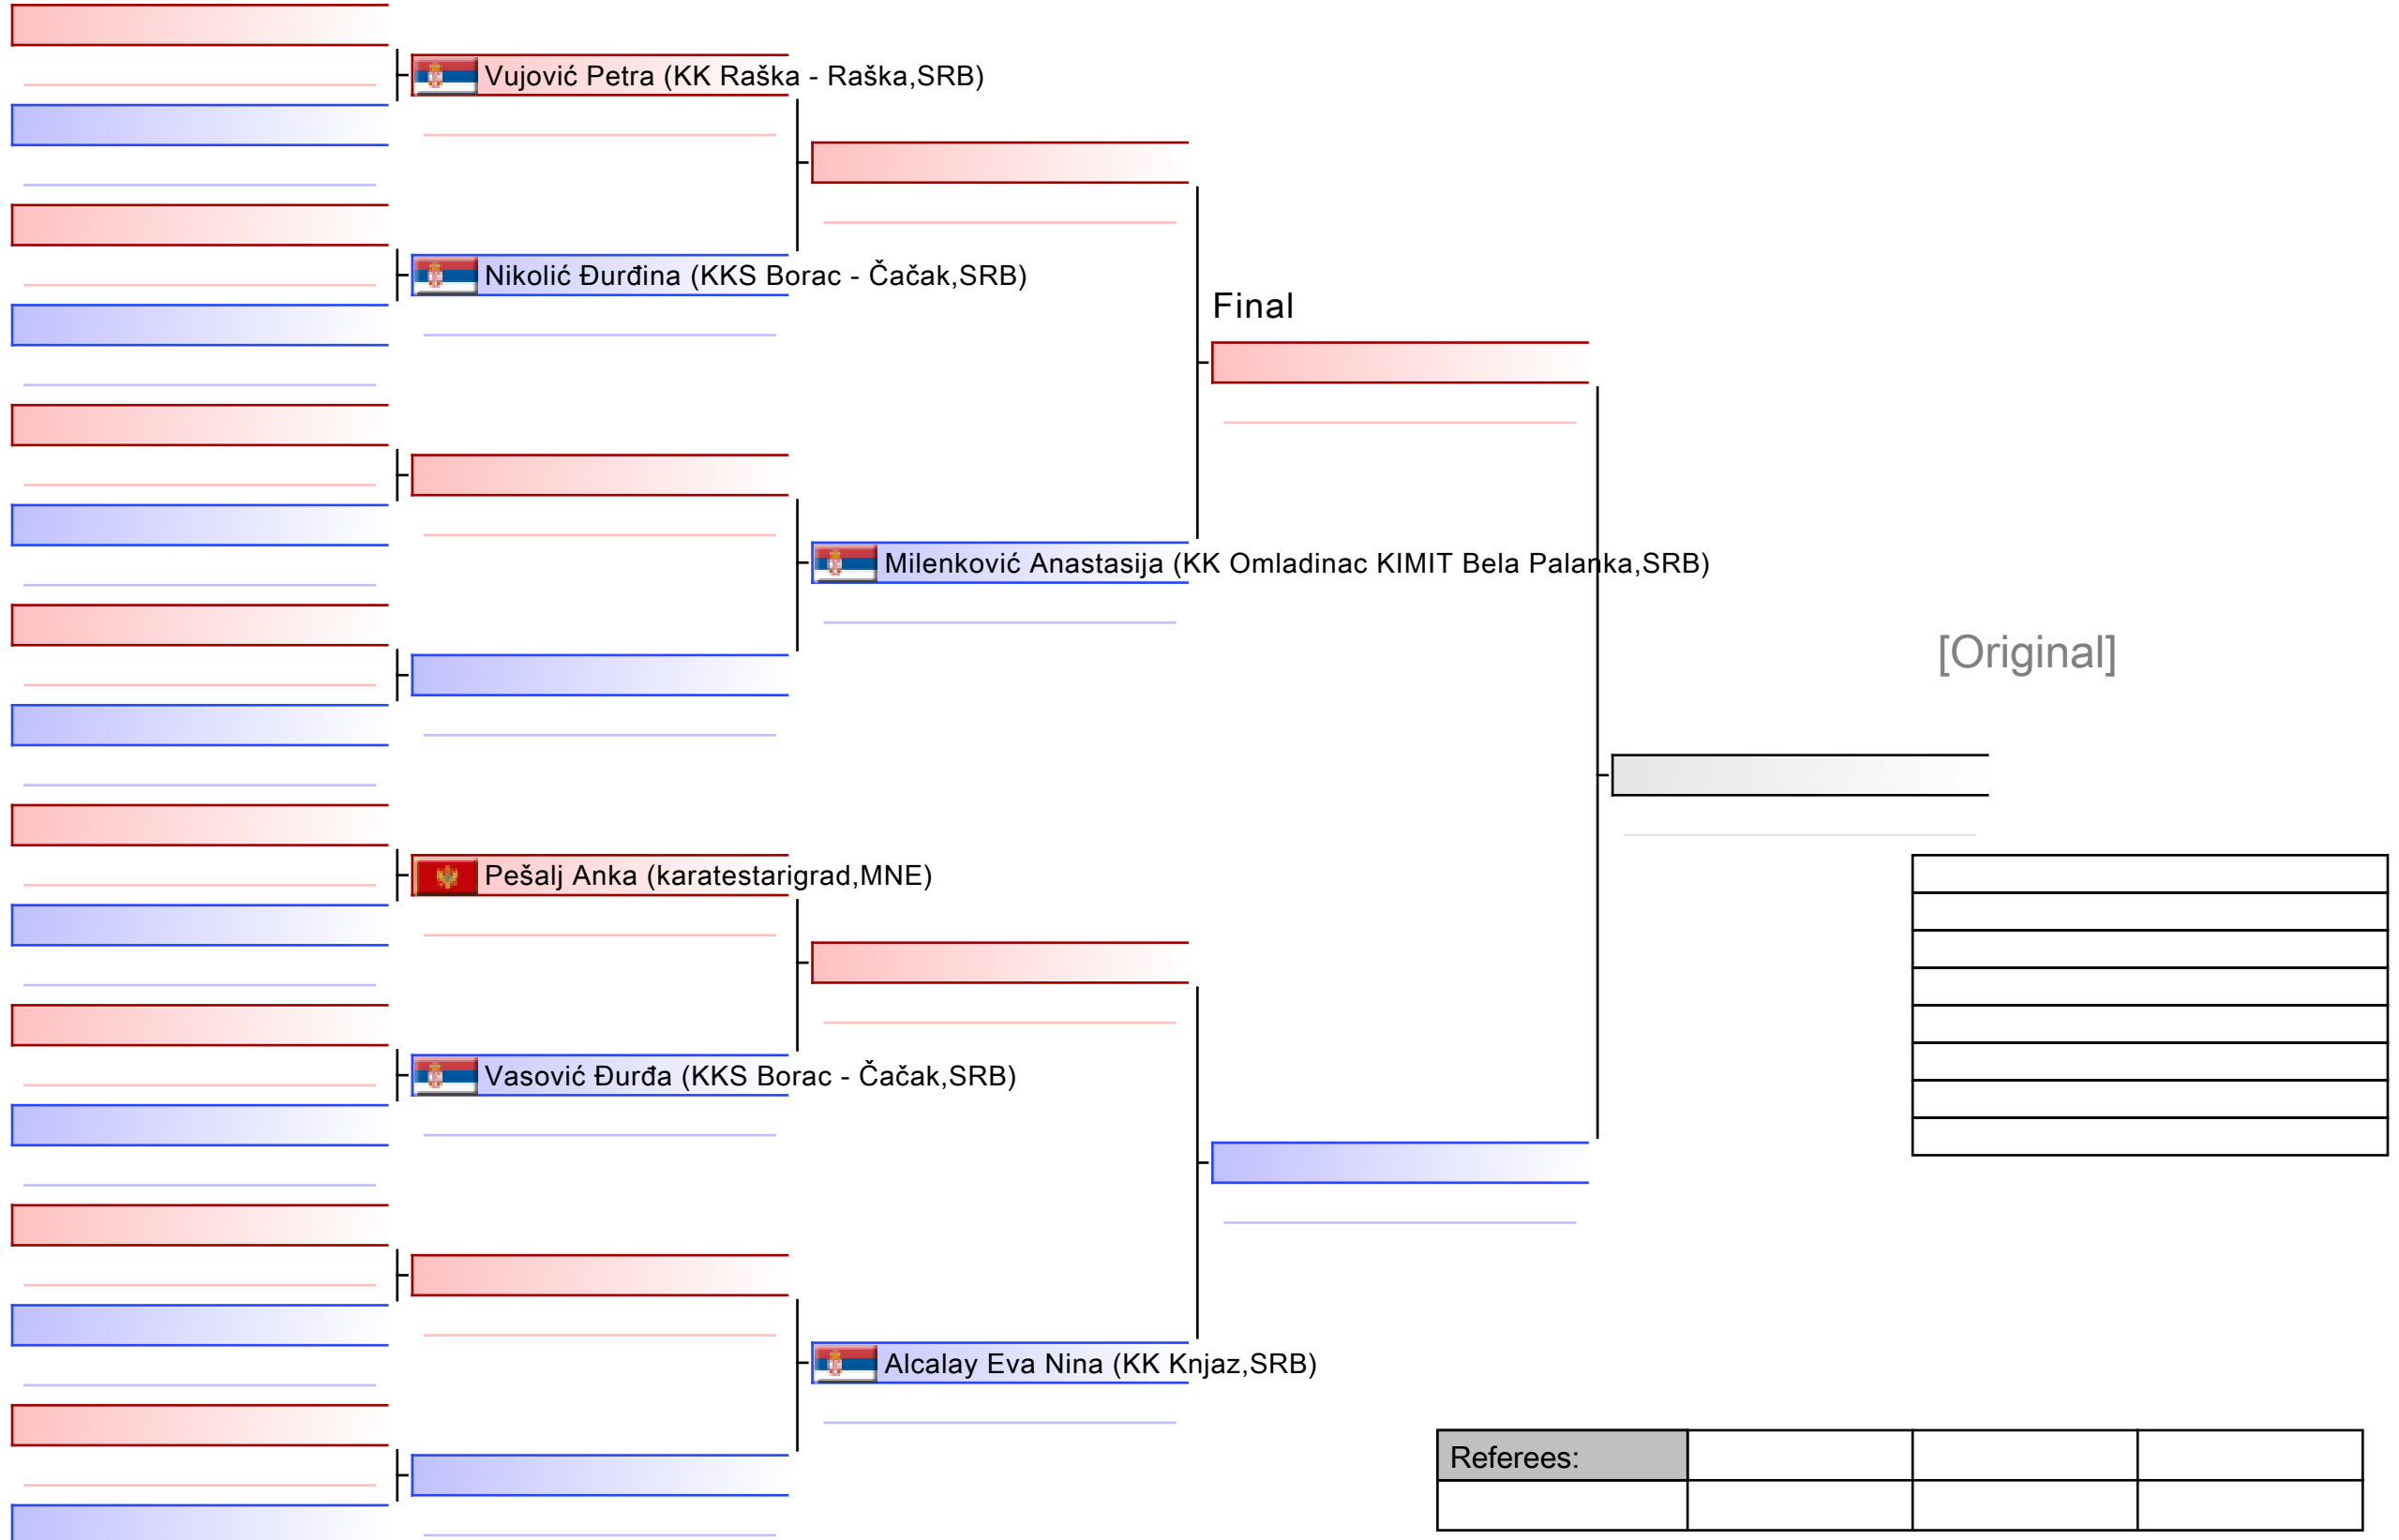 Vujović Petra (KK Raška - Raška,SRB)
Nikolić Đurđina (KKS Borac - Čačak,SRB)
Final
Milenković Anastasija (KK Omladinac KIMIT Bela Palanka,SRB)
[Original]
Pešalj Anka (karatestarigrad,MNE)
Vasović Đurđa (KKS Borac - Čačak,SRB)
Alcalay Eva Nina (KK Knjaz,SRB)
Referees: